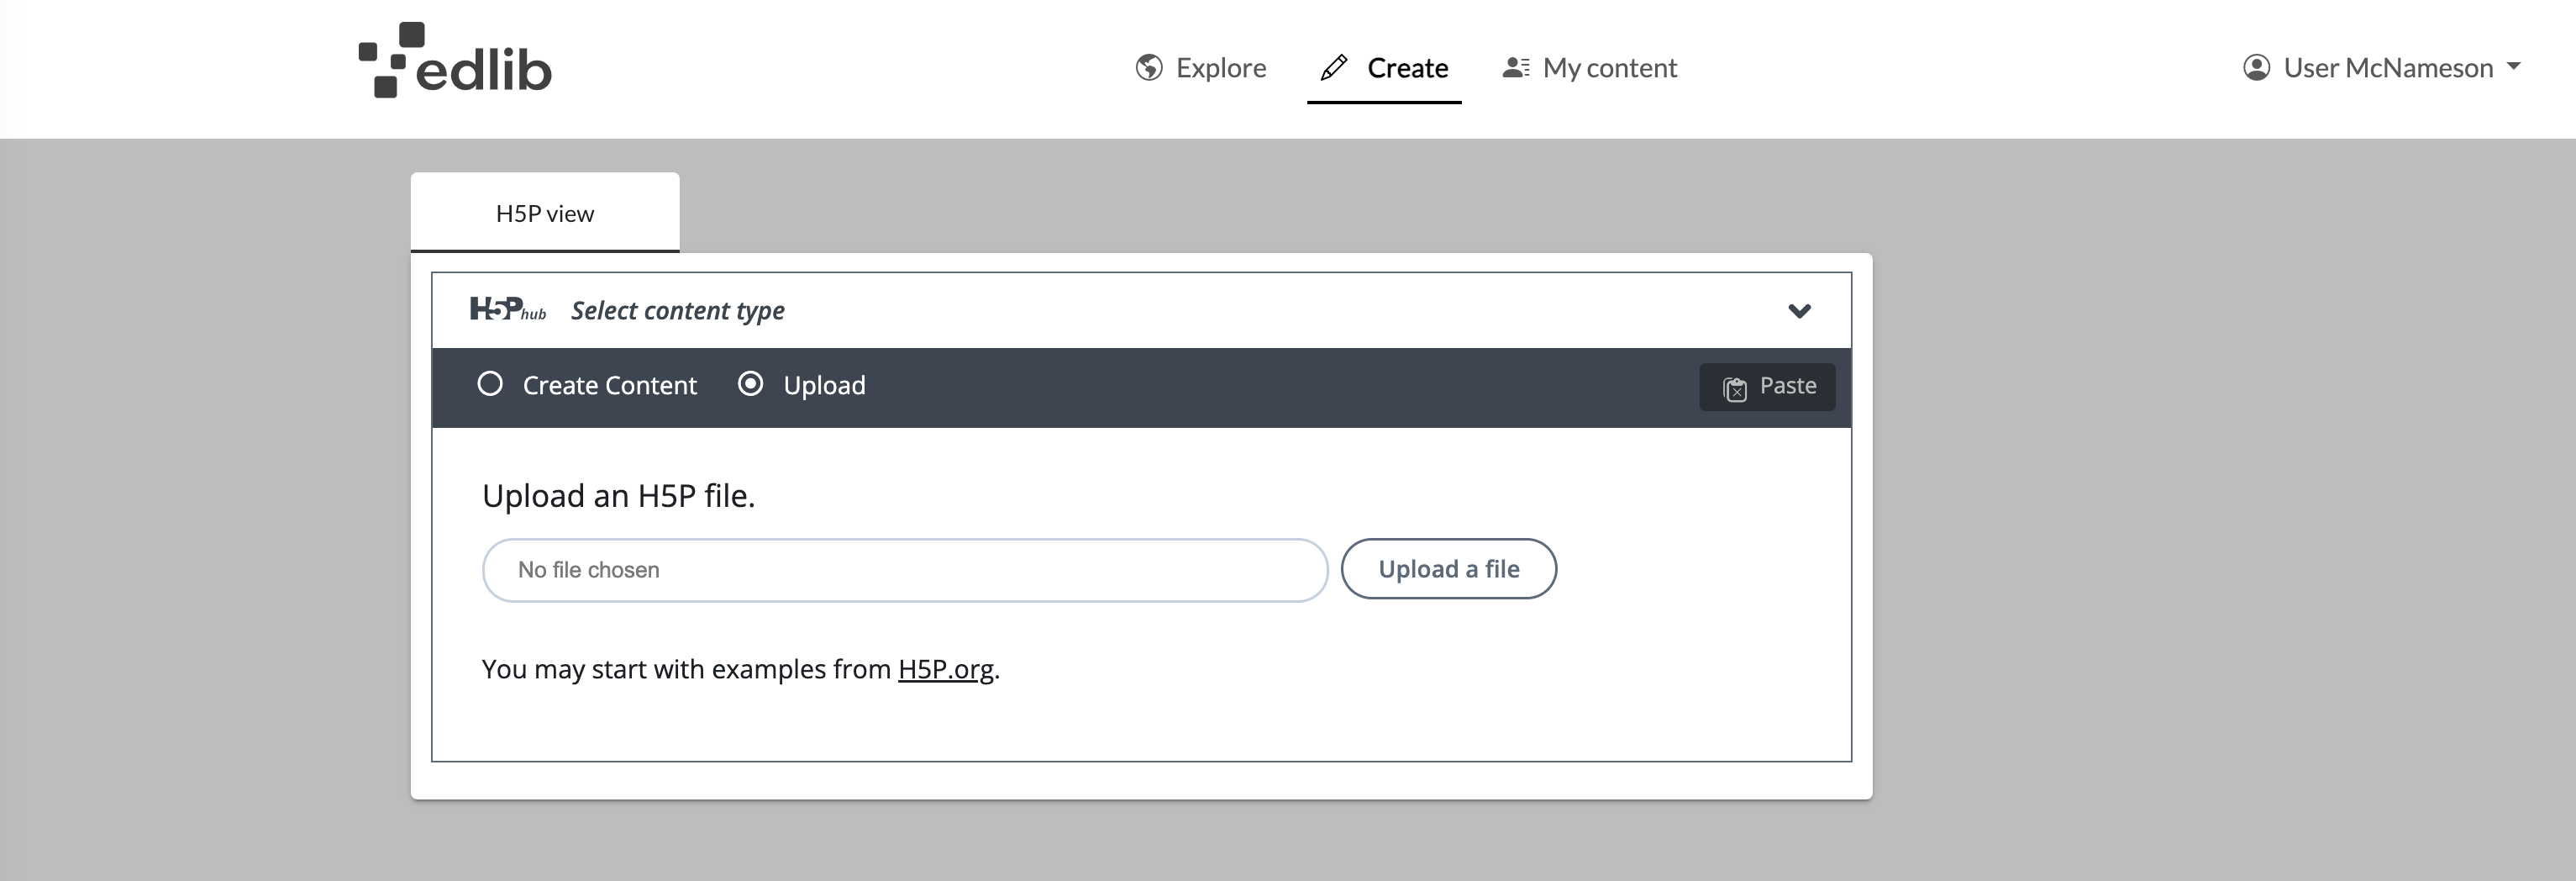 edlib
Explore
Create
My content
User McNameson
H5P view
H5P hub Select content type
Create Content
Upload
Paste
Upload an H5P file.
No file chosen
Upload a file
You may start with examples from H5P.org.